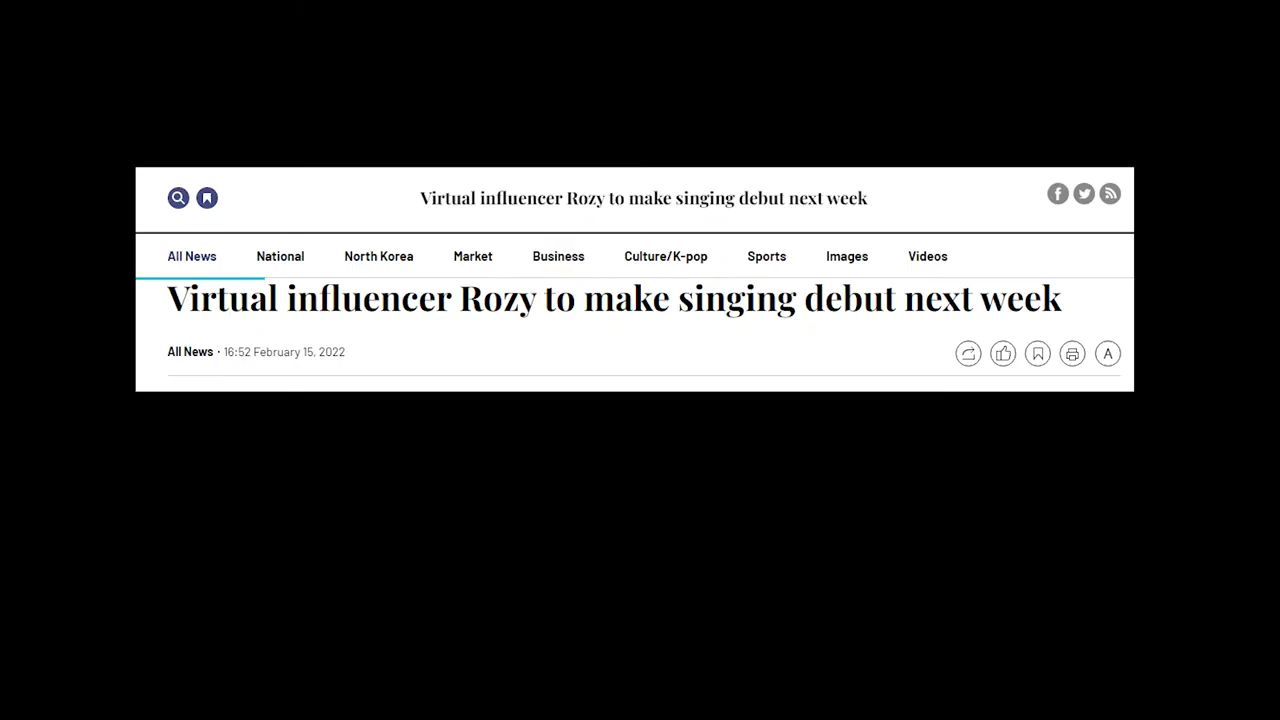 Virtual influencer Rozy to make singing debut next week
All News National North Korea Market Business Culture/K-pop Sports Images Videos
Virtual influencer Rozy to make singing debut next week
All News · 16:52 February 15, 2022
A